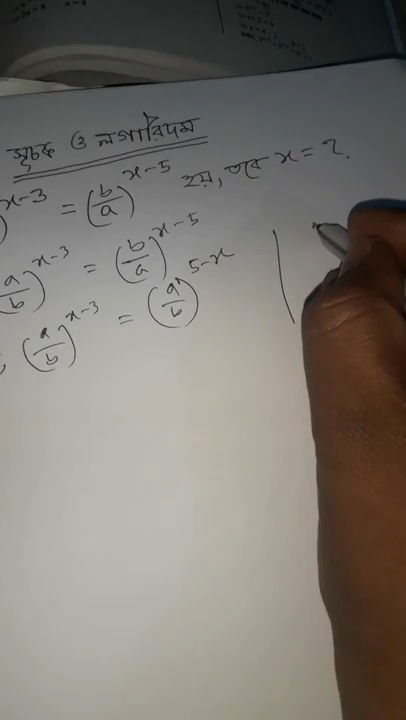 সূচক ও লগারিদম
)^{x-3} = (b/a)^{x-5} হয়, তবে x = ?.
(a/b)^{x-3} = (b/a)^{x-5}
(a/b)^{x-3} = (a/b)^{5-x}